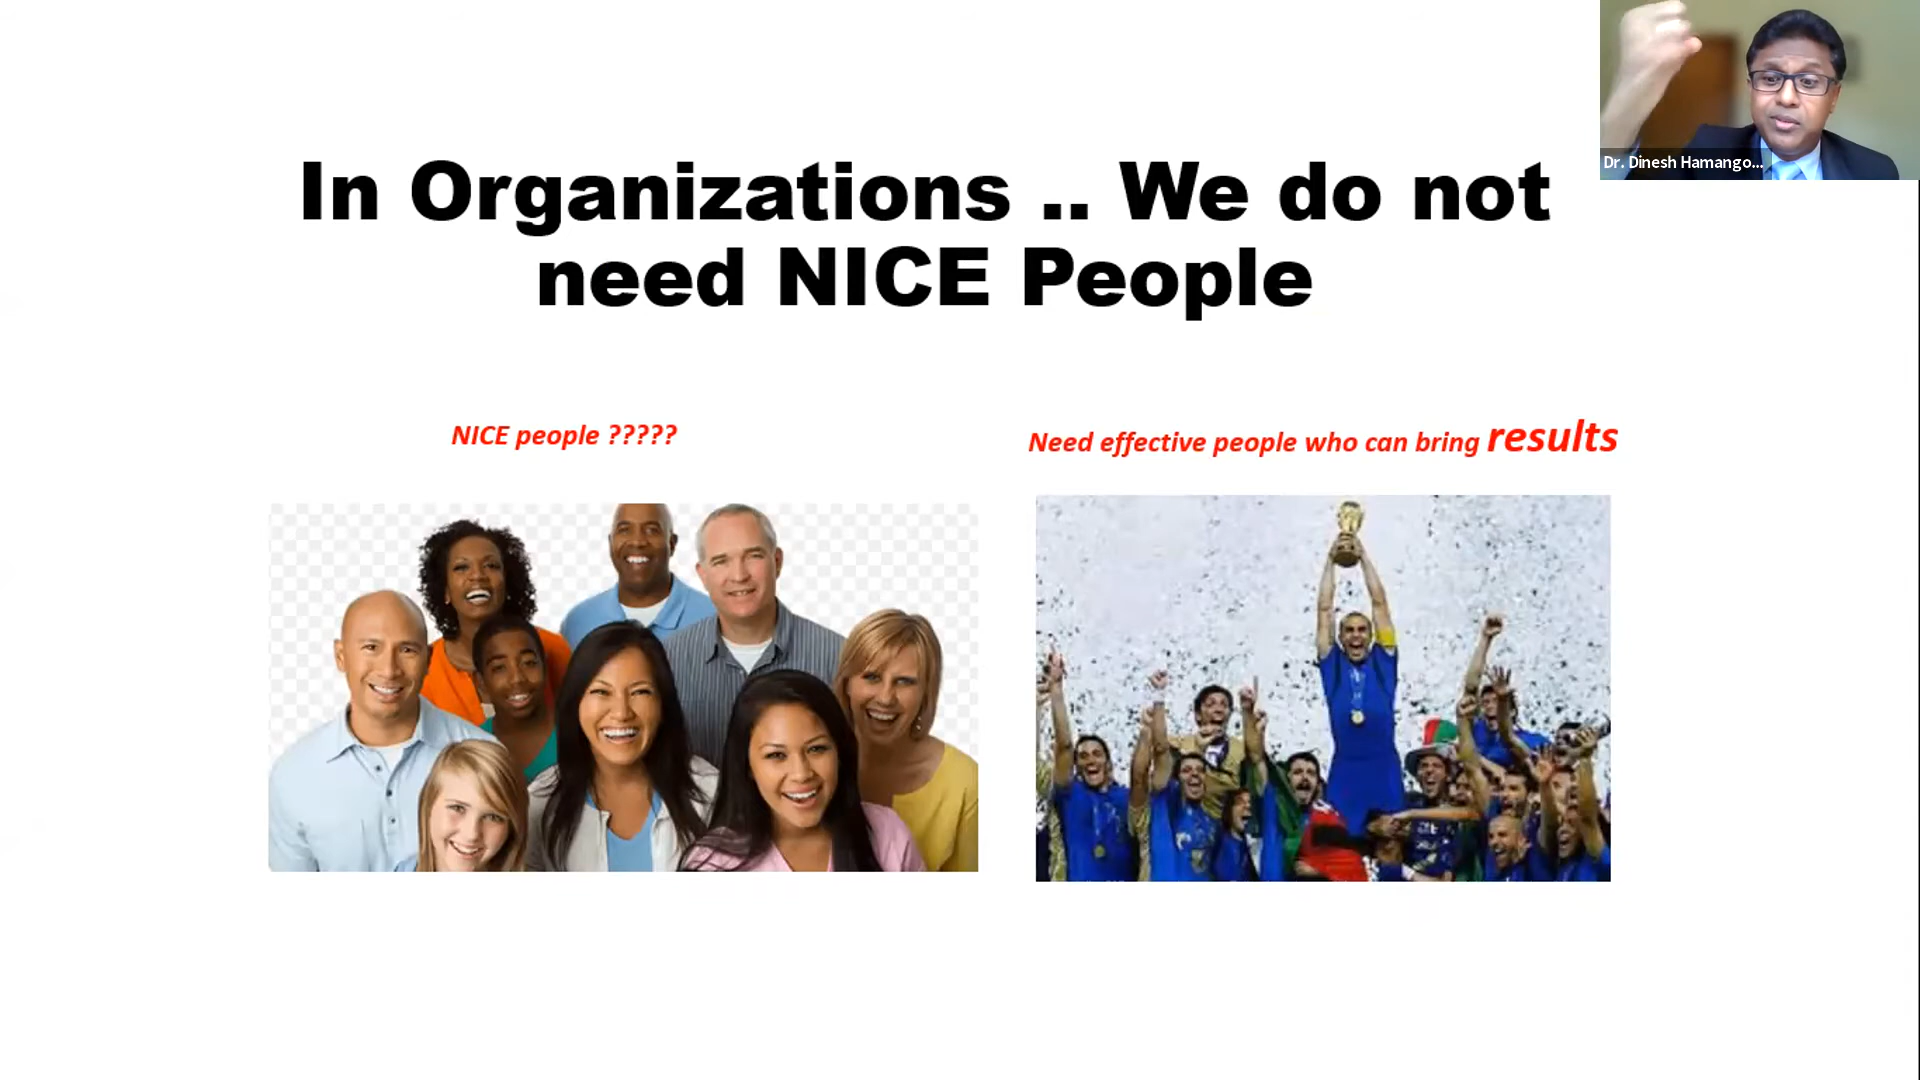 In Organizations .. We do not
need NICE People
NICE people ?????
Need effective people who can bring results
Dr. Dinesh Hamango...